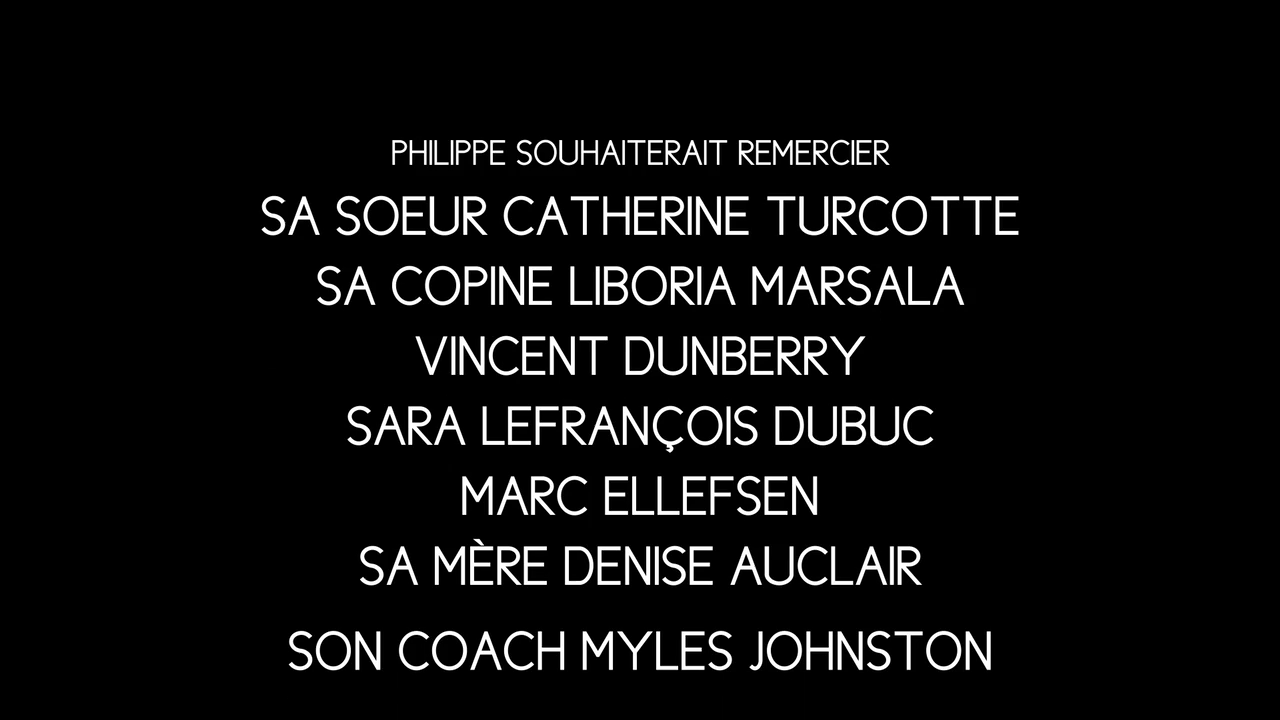 PHILIPPE SOUHAITERAIT REMERCIER
SA SOEUR CATHERINE TURCOTTE
SA COPINE LIBORIA MARSALA
VINCENT DUNBERRY
SARA LEFRANÇOIS DUBUC
MARC ELLEFSEN
SA MÈRE DENISE AUCLAIR
SON COACH MYLES JOHNSTON